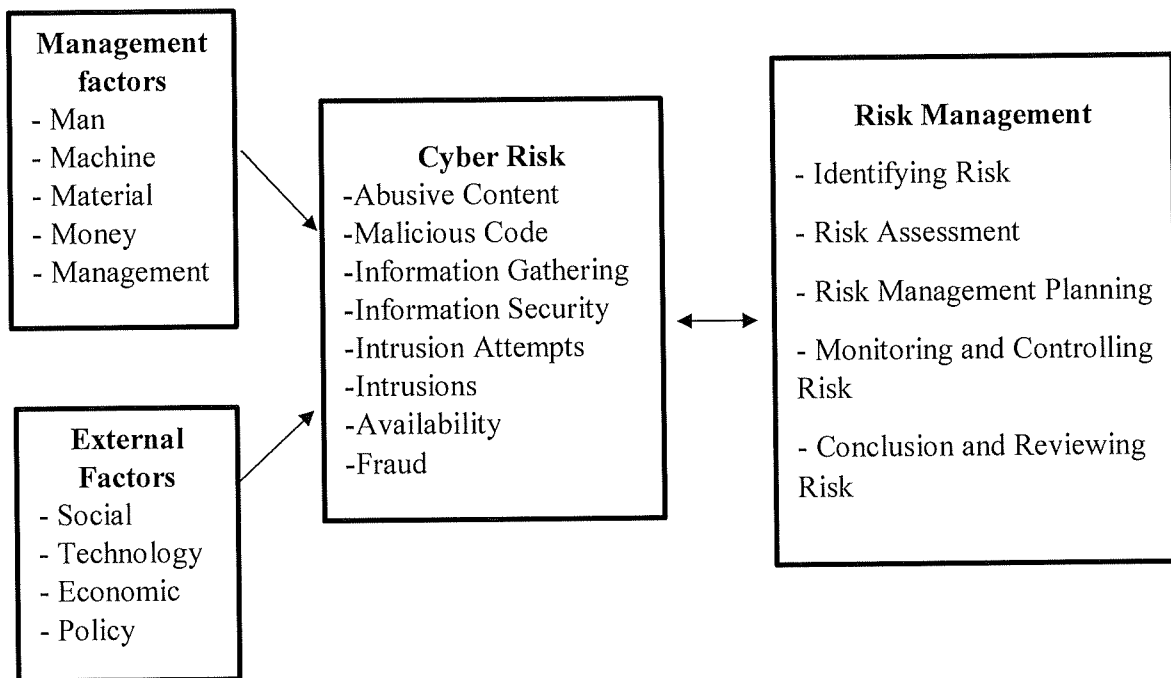 Management
factors
- Man
- Machine
- Material
- Money
- Management
External
Factors
- Social
- Technology
- Economic
- Policy
Cyber Risk
-Abusive Content
-Malicious Code
-Information Gathering
-Information Security
-Intrusion Attempts
-Intrusions
-Availability
-Fraud
Risk Management
- Identifying Risk
- Risk Assessment
- Risk Management Planning
- Monitoring and Controlling
Risk
- Conclusion and Reviewing
Risk